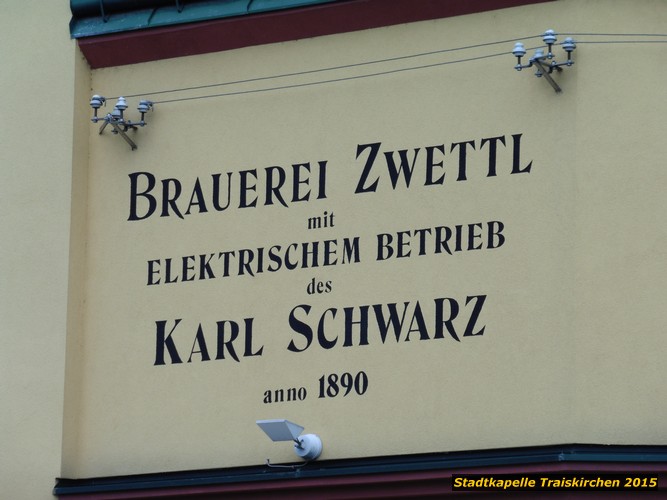 BRAUEREI ZWETTL
mit
ELEKTRISCHEM BETRIEB
des
KARL SCHWARZ
anno 1890
Stadtkapelle Traiskirchen 2015